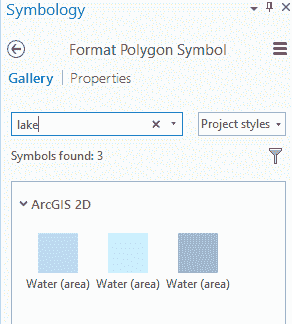 Symbology
Format Polygon Symbol
Gallery Properties
lake Project styles
Symbols found: 3
ArcGIS 2D
Water (area) Water (area) Water (area)